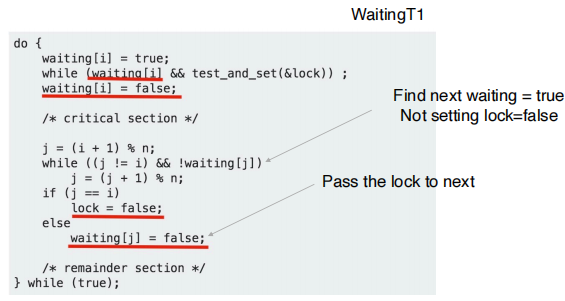 WaitingT1
do {
waiting[i] = true;
while (waiting[i] && test_and_set(&lock)) ;
waiting[i] = false;
/* critical section */
j = (i + 1) % n;
while ((j != i) && !waiting[j])
j = (j + 1) % n;
if (j == i)
lock = false;
else
waiting[j] = false;
/* remainder section */
} while (true);
Find next waiting = true
Not setting lock=false
Pass the lock to next